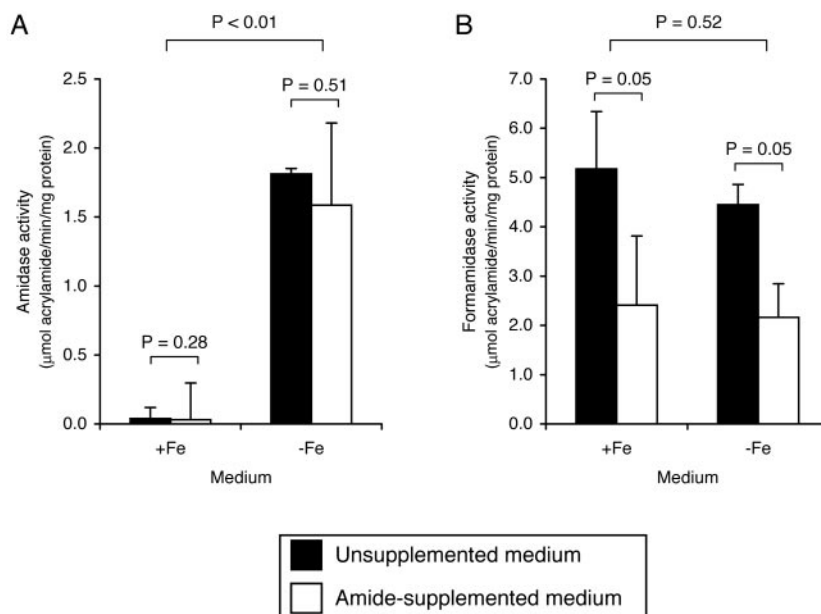 A
P < 0.01
2.5
2.0
1.5
1.0
0.5
0.0
Amidase activity
(μmol acrylamide/min/mg protein)
P = 0.51
P = 0.28
+Fe
-Fe
Medium
B
P = 0.52
7.0
6.0
5.0
4.0
3.0
2.0
1.0
0.0
Formamidase activity
(μmol acrylamide/min/mg protein)
P = 0.05
P = 0.05
+Fe
-Fe
Medium
Unsupplemented medium
Amide-supplemented medium